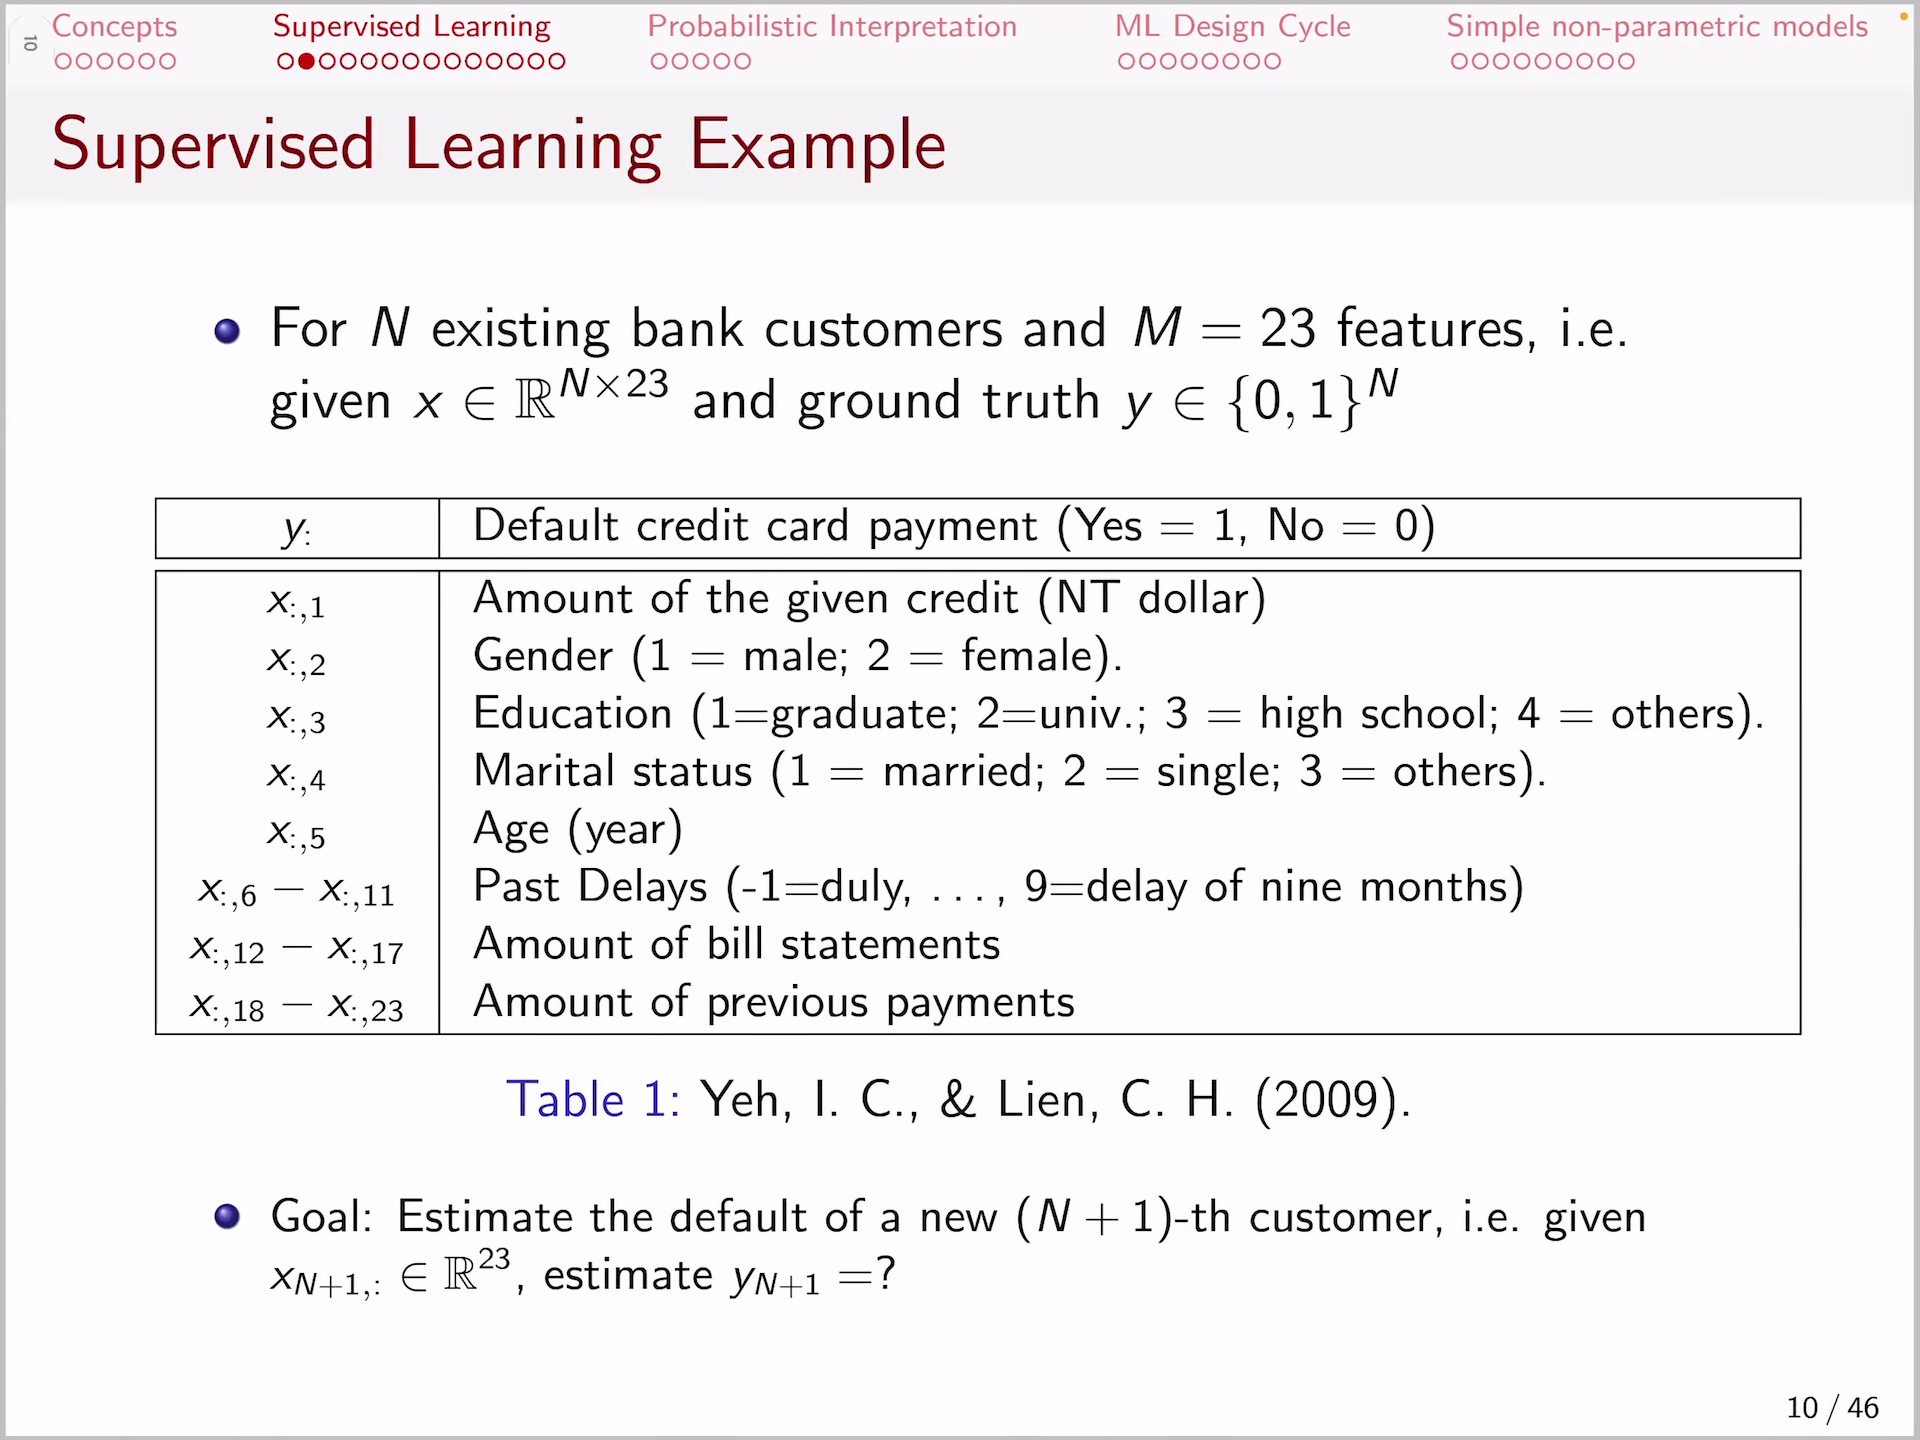 10
Concepts Supervised Learning Probabilistic Interpretation ML Design Cycle Simple non-parametric models
Supervised Learning Example
For N existing bank customers and M = 23 features, i.e.
given x ∈ ℝ^{N×23} and ground truth y ∈ {0, 1}^N
y_: Default credit card payment (Yes = 1, No = 0)
x_{:,1} Amount of the given credit (NT dollar)
x_{:,2} Gender (1 = male; 2 = female).
x_{:,3} Education (1=graduate; 2=univ.; 3 = high school; 4 = others).
x_{:,4} Marital status (1 = married; 2 = single; 3 = others).
x_{:,5} Age (year)
x_{:,6} − x_{:,11} Past Delays (-1=duly, . . . , 9=delay of nine months)
x_{:,12} − x_{:,17} Amount of bill statements
x_{:,18} − x_{:,23} Amount of previous payments
Table 1: Yeh, I. C., & Lien, C. H. (2009).
Goal: Estimate the default of a new (N + 1)-th customer, i.e. given
x_{N+1,:} ∈ ℝ^{23}, estimate y_{N+1} =?
10 / 46